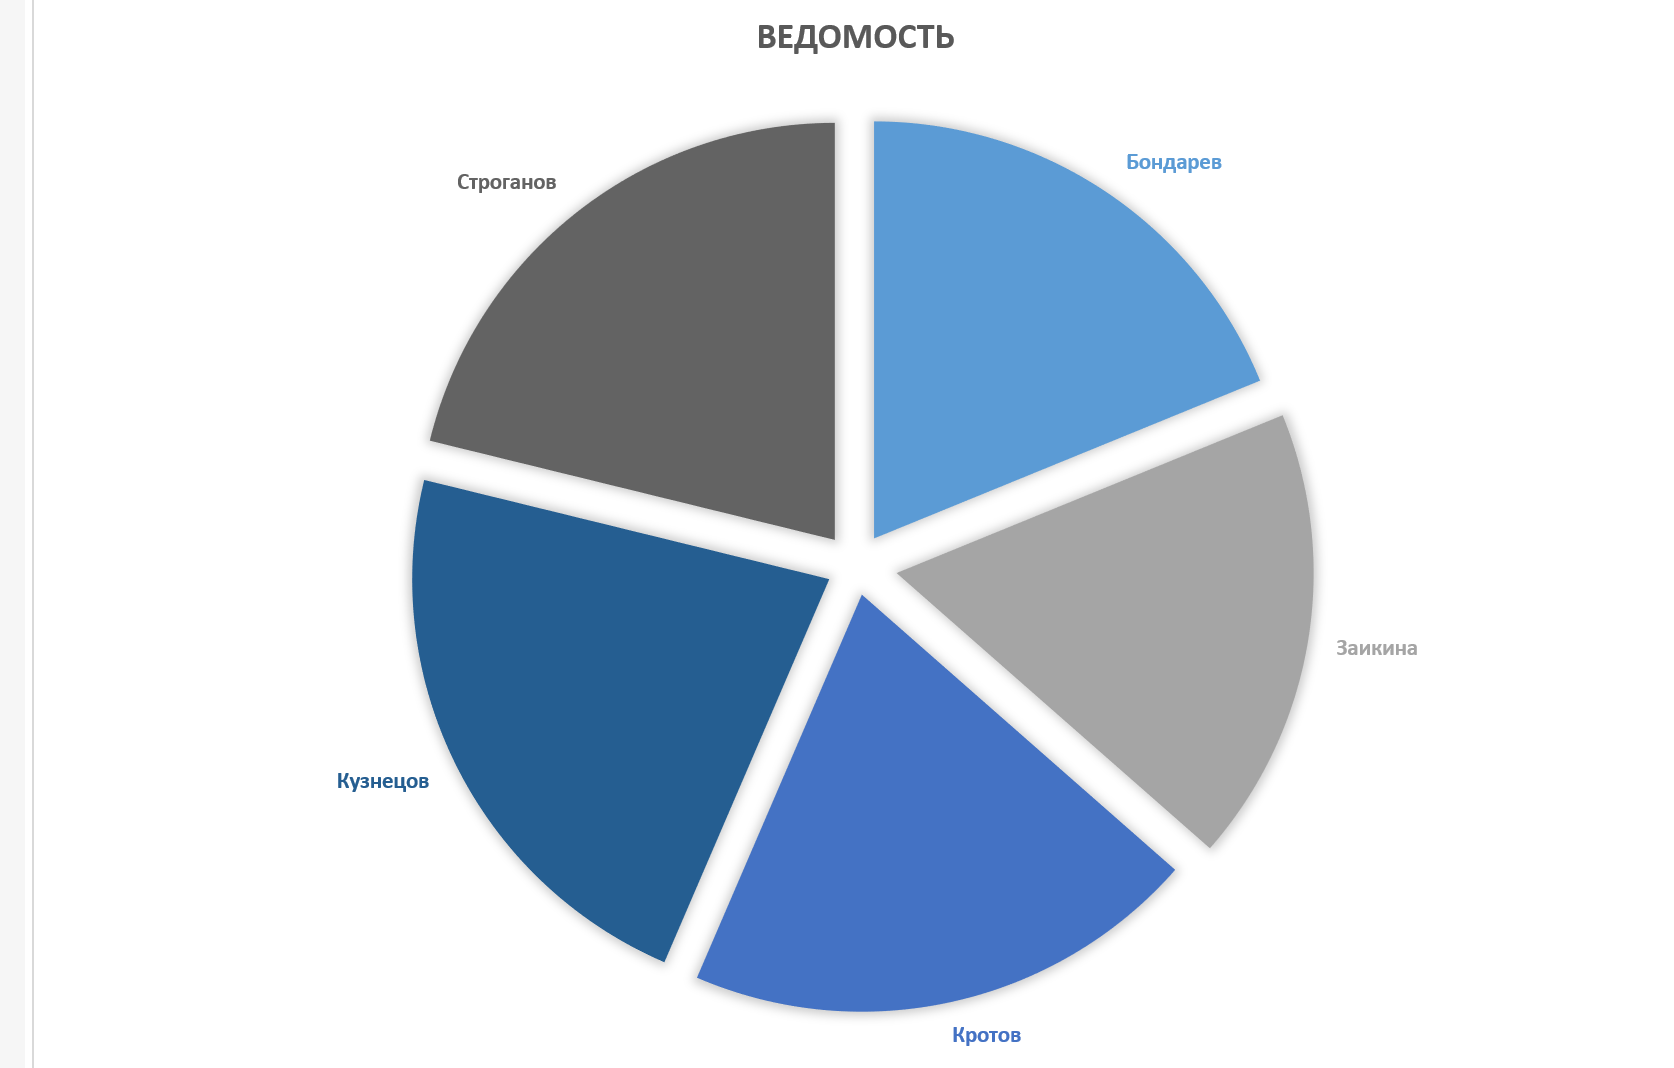 ВЕДОМОСТЬ
Бондарев
Строганов
Заикина
Кузнецов
Кротов